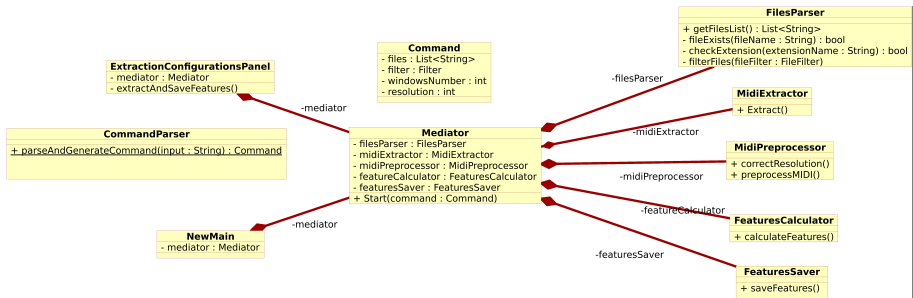 FilesParser
+ getFilesList() : List<String>
- fileExists(fileName : String) : bool
- checkExtension(extensionName : String) : bool
- filterFiles(fileFilter : FileFilter)
Command
- files : List<String>
- filter : Filter
- windowsNumber : int
- resolution : int
ExtractionConfigurationsPanel
- mediator : Mediator
- extractAndSaveFeatures()
-filesParser
-mediator
MidiExtractor
+ Extract()
CommandParser
+ parseAndGenerateCommand(input : String) : Command
Mediator
- filesParser : FilesParser
- midiExtractor : MidiExtractor
- midiPreprocessor : MidiPreprocessor
- featureCalculator : FeaturesCalculator
- featuresSaver : FeaturesSaver
+ Start(command : Command)
-midiExtractor
MidiPreprocessor
+ correctResolution()
+ preprocessMIDI()
-midiPreprocessor
-featureCalculator
FeaturesCalculator
+ calculateFeatures()
-mediator
NewMain
- mediator : Mediator
-featuresSaver
FeaturesSaver
+ saveFeatures()